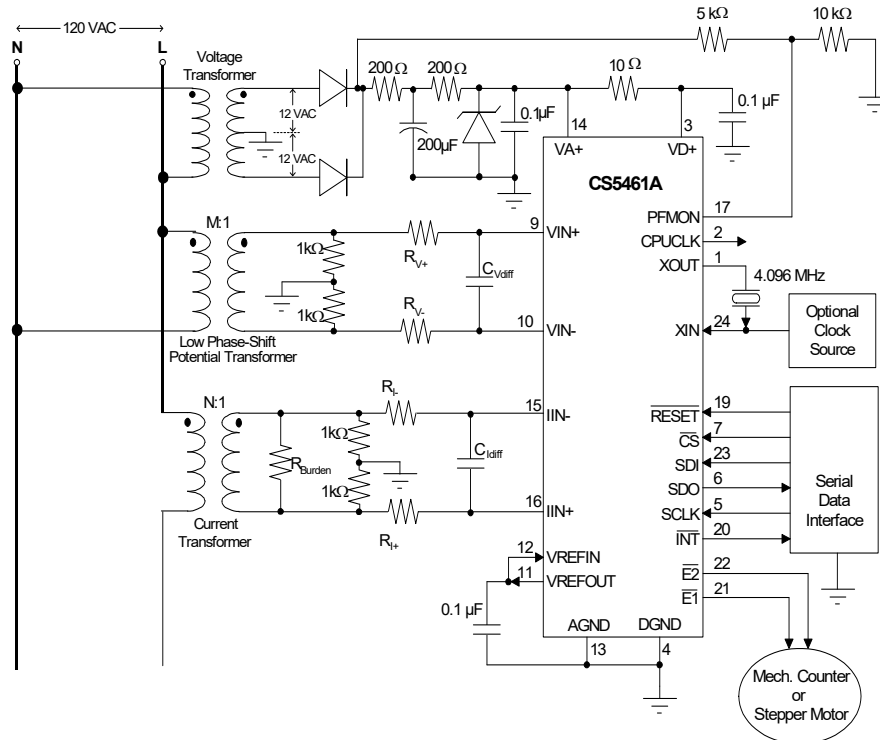 120 VAC
N
L
Voltage
Transformer
12 VAC
12 VAC
200Ω
200Ω
200µF
0.1µF
10Ω
5 kΩ
10 kΩ
0.1 µF
14
3
VA+
VD+
CS5461A
M:1
1kΩ
1kΩ
RV+
RV-
CVdiff
Low Phase-Shift
Potential Transformer
9
VIN+
10
VIN-
N:1
RBurden
1kΩ
1kΩ
RI-
RI+
CIdiff
Current
Transformer
15
IIN-
16
IIN+
12
VREFIN
11
VREFOUT
0.1 µF
AGND
DGND
13
4
PFMON
17
CPUCLK
2
XOUT
1
4.096 MHz
XIN
24
Optional
Clock
Source
RESET
19
CS
7
SDI
23
SDO
6
SCLK
5
INT
20
Serial
Data
Interface
E2
22
E1
21
Mech. Counter
or
Stepper Motor